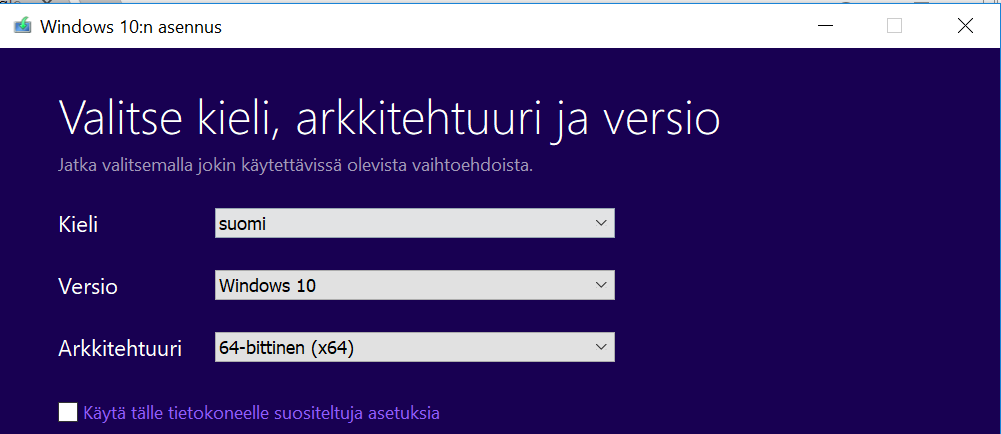 Windows 10:n asennus
Valitse kieli, arkkitehtuuri ja versio
Jatka valitsemalla jokin käytettävissä olevista vaihtoehdoista.
Kieli
suomi
Versio
Windows 10
Arkkitehtuuri
64-bittinen (x64)
Käytä tälle tietokoneelle suositeltuja asetuksia